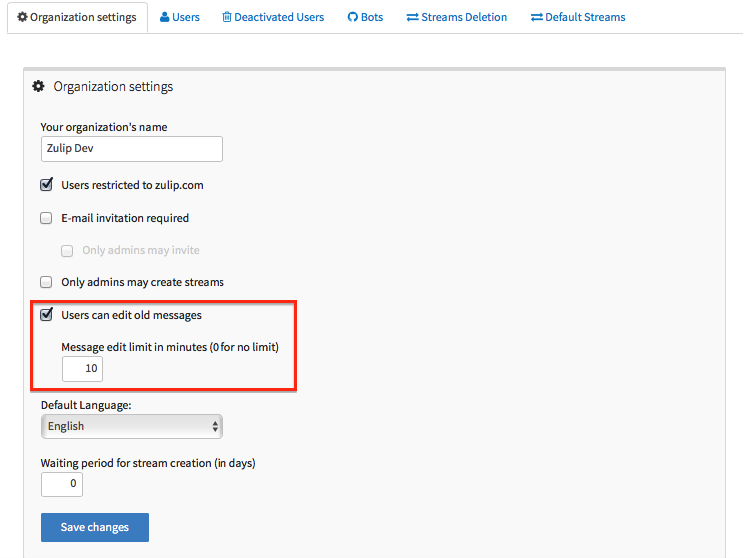 Organization settings Users Deactivated Users Bots Streams Deletion Default Streams
Organization settings
Your organization's name
Zulip Dev
Users restricted to zulip.com
E-mail invitation required
Only admins may invite
Only admins may create streams
Users can edit old messages
Message edit limit in minutes (0 for no limit)
10
Default Language:
English
Waiting period for stream creation (in days)
0
Save changes